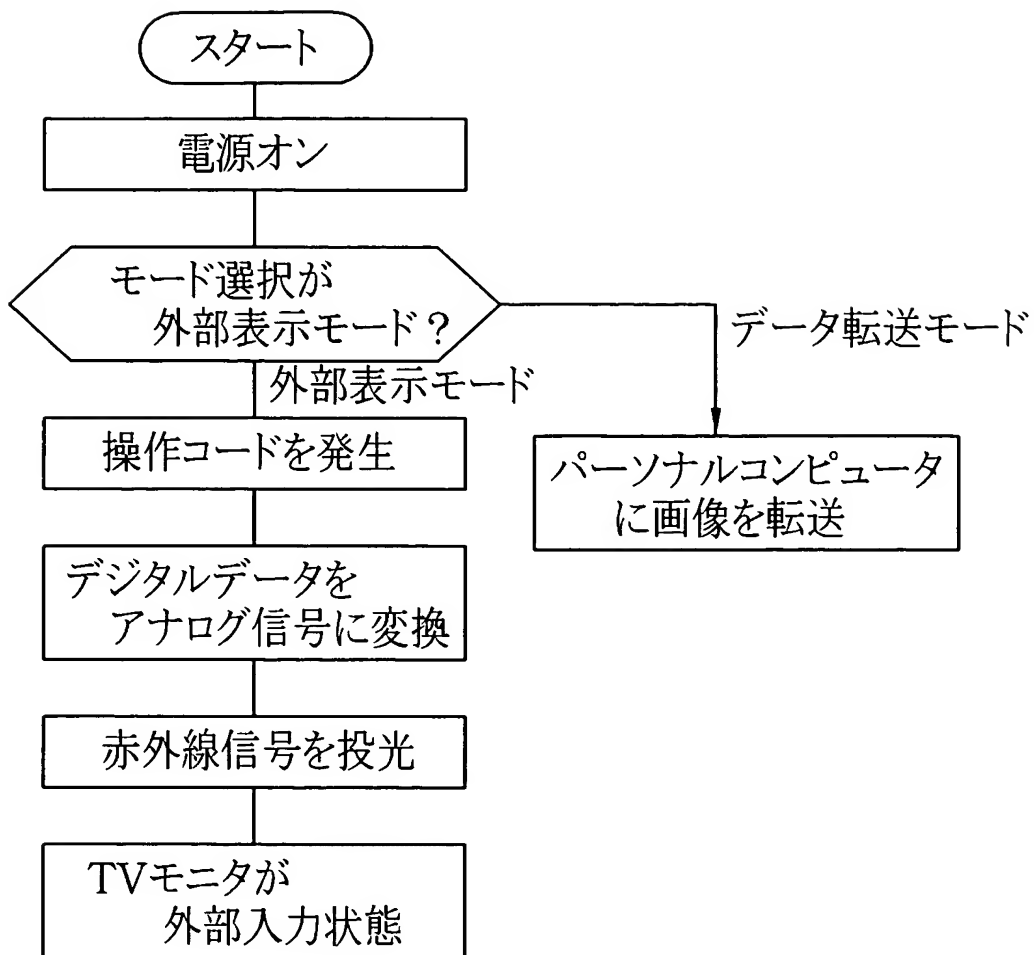 スタート
電源オン
モード選択が
外部表示モード？
データ転送モード
外部表示モード
操作コードを発生
パーソナルコンピュータ
に画像を転送
デジタルデータを
アナログ信号に変換
赤外線信号を投光
TVモニタが
外部入力状態